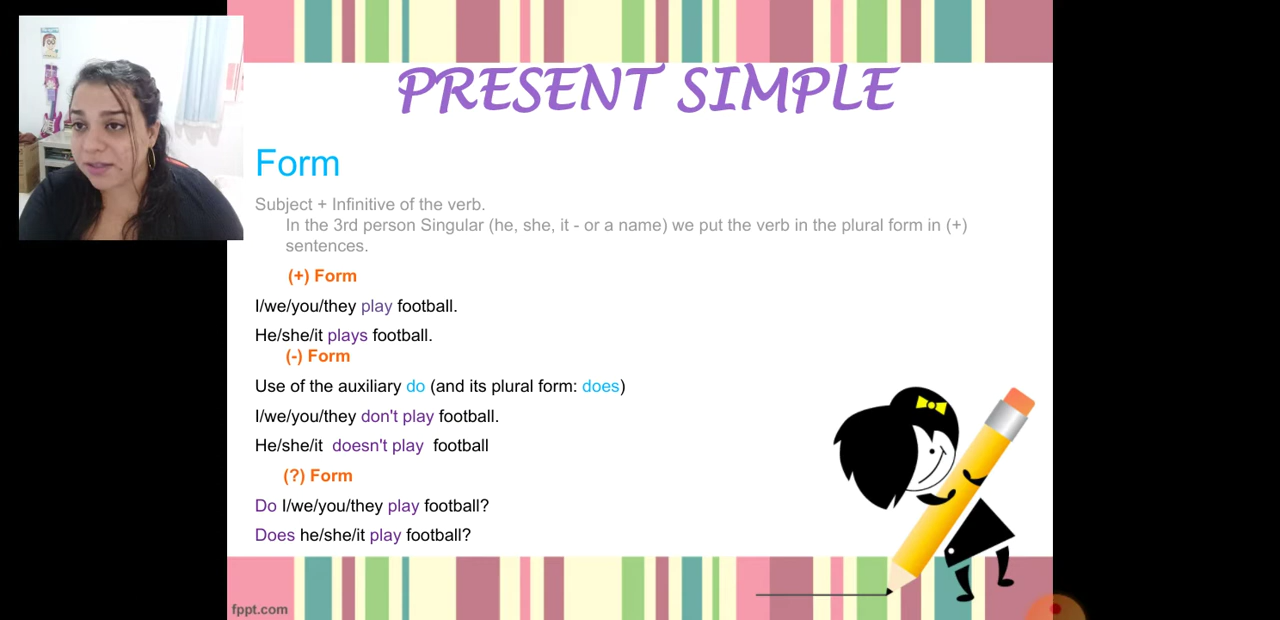 PRESENT SIMPLE
Form
Subject + Infinitive of the verb.
In the 3rd person Singular (he, she, it - or a name) we put the verb in the plural form in (+)
sentences.
(+) Form
I/we/you/they play football.
He/she/it plays football.
(-) Form
Use of the auxiliary do (and its plural form: does)
I/we/you/they don't play football.
He/she/it doesn't play football
(?) Form
Do I/we/you/they play football?
Does he/she/it play football?
fppt.com